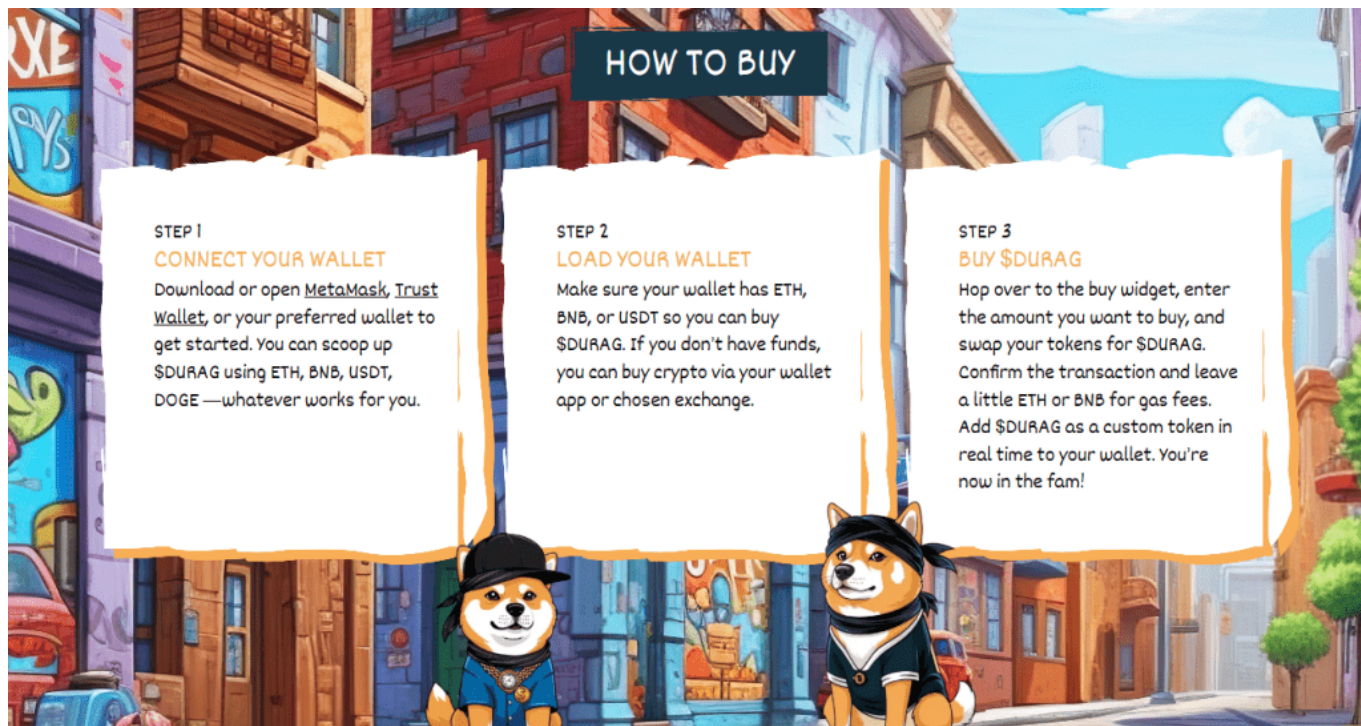 HOW TO BUY
STEP 1
CONNECT YOUR WALLET
Download or open MetaMask, Trust
Wallet, or your preferred wallet to
get started. You can scoop up
$DURAG using ETH, BNB, USDT,
DOGE —whatever works for you.
STEP 2
LOAD YOUR WALLET
Make sure your wallet has ETH,
BNB, or USDT so you can buy
$DURAG. If you don't have funds,
you can buy crypto via your wallet
app or chosen exchange.
STEP 3
BUY $DURAG
Hop over to the buy widget, enter
the amount you want to buy, and
swap your tokens for $DURAG.
Confirm the transaction and leave
a little ETH or BNB for gas fees.
Add $DURAG as a custom token in
real time to your wallet. You're
now in the fam!